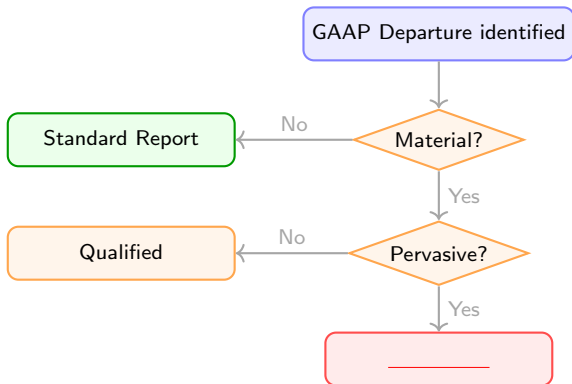 GAAP Departure identified
No
Standard Report
Material?
Yes
No
Qualified
Pervasive?
Yes